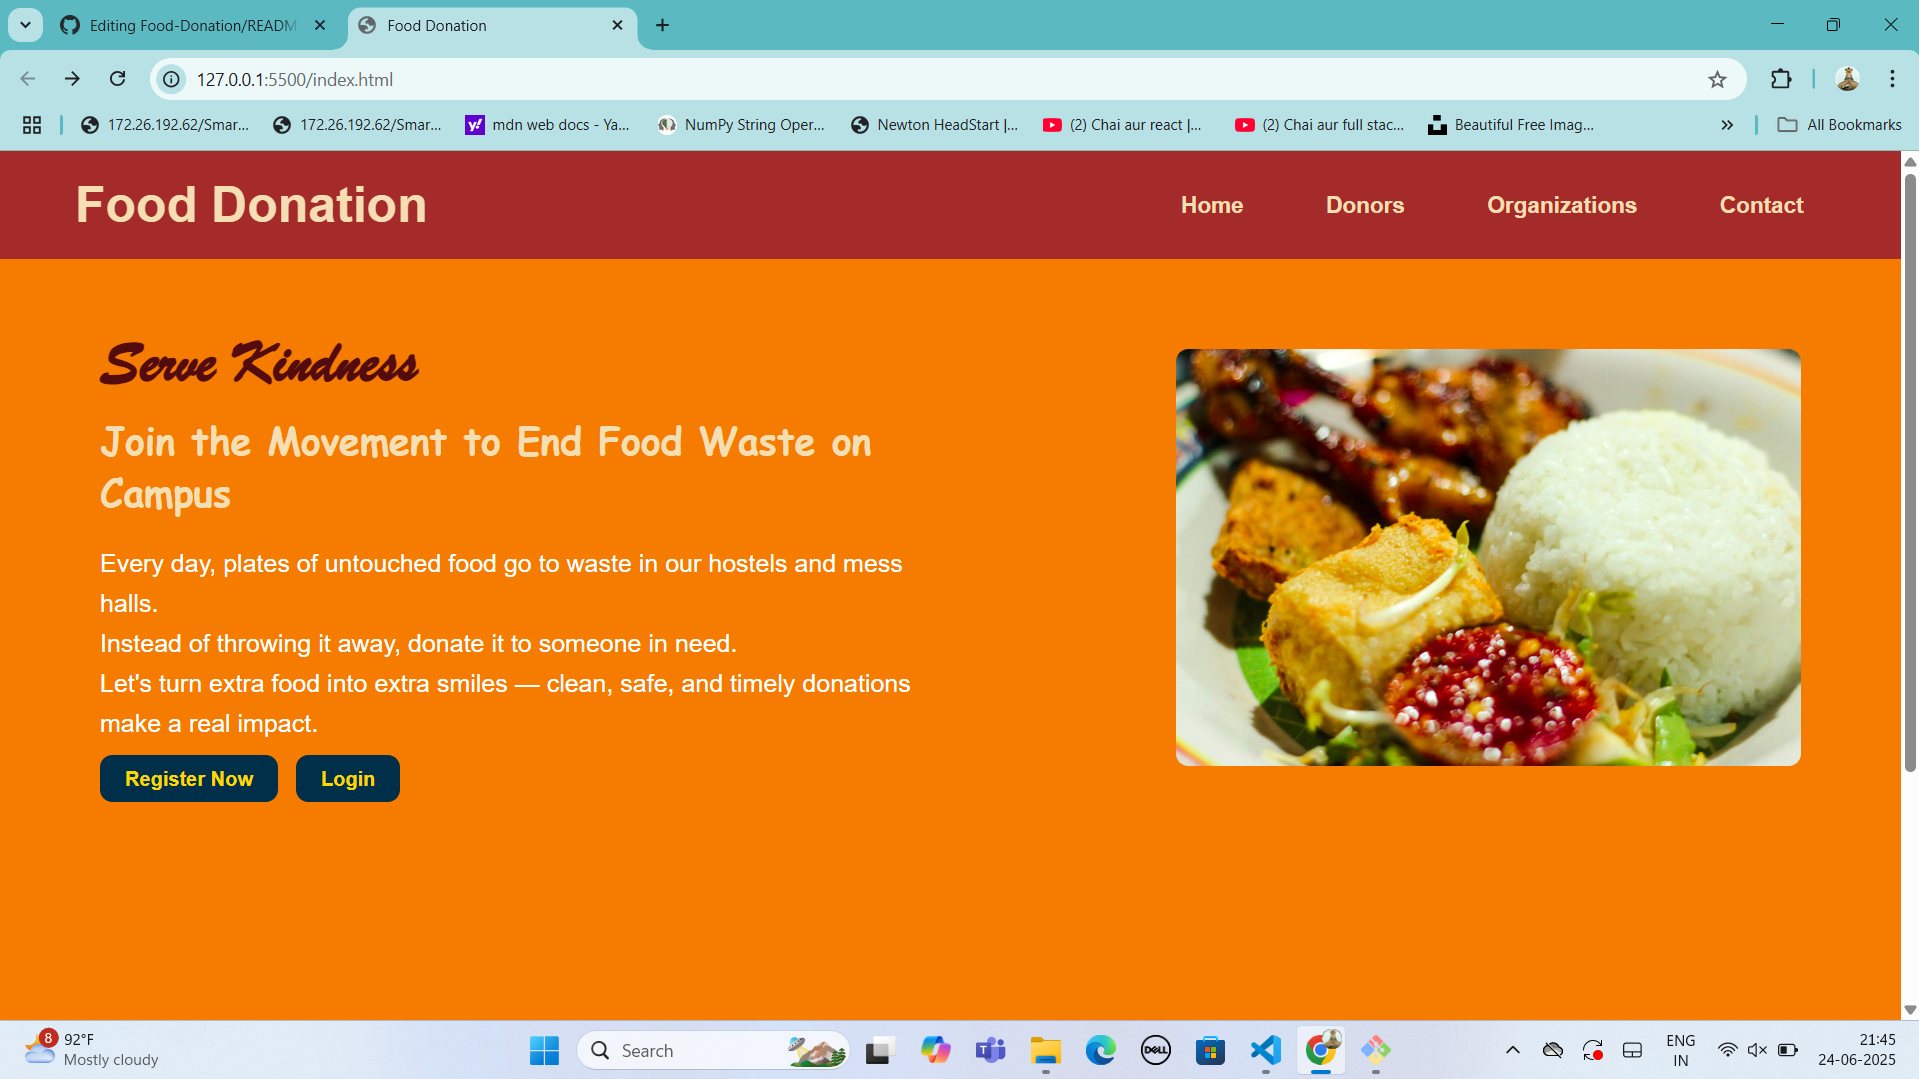 Editing Food-Donation/READM
Food Donation
127.0.0.1:5500/index.html
172.26.192.62/Smar...
172.26.192.62/Smar...
mdn web docs - Ya...
NumPy String Oper...
Newton HeadStart |...
(2) Chai aur react |...
(2) Chai aur full stac...
Beautiful Free Imag...
All Bookmarks
Food Donation
Home
Donors
Organizations
Contact
Serve Kindness
Join the Movement to End Food Waste on
Campus
Every day, plates of untouched food go to waste in our hostels and mess
halls.
Instead of throwing it away, donate it to someone in need.
Let's turn extra food into extra smiles — clean, safe, and timely donations
make a real impact.
Register Now
Login
8
92°F
Mostly cloudy
Search
DELL
ENG
IN
21:45
24-06-2025